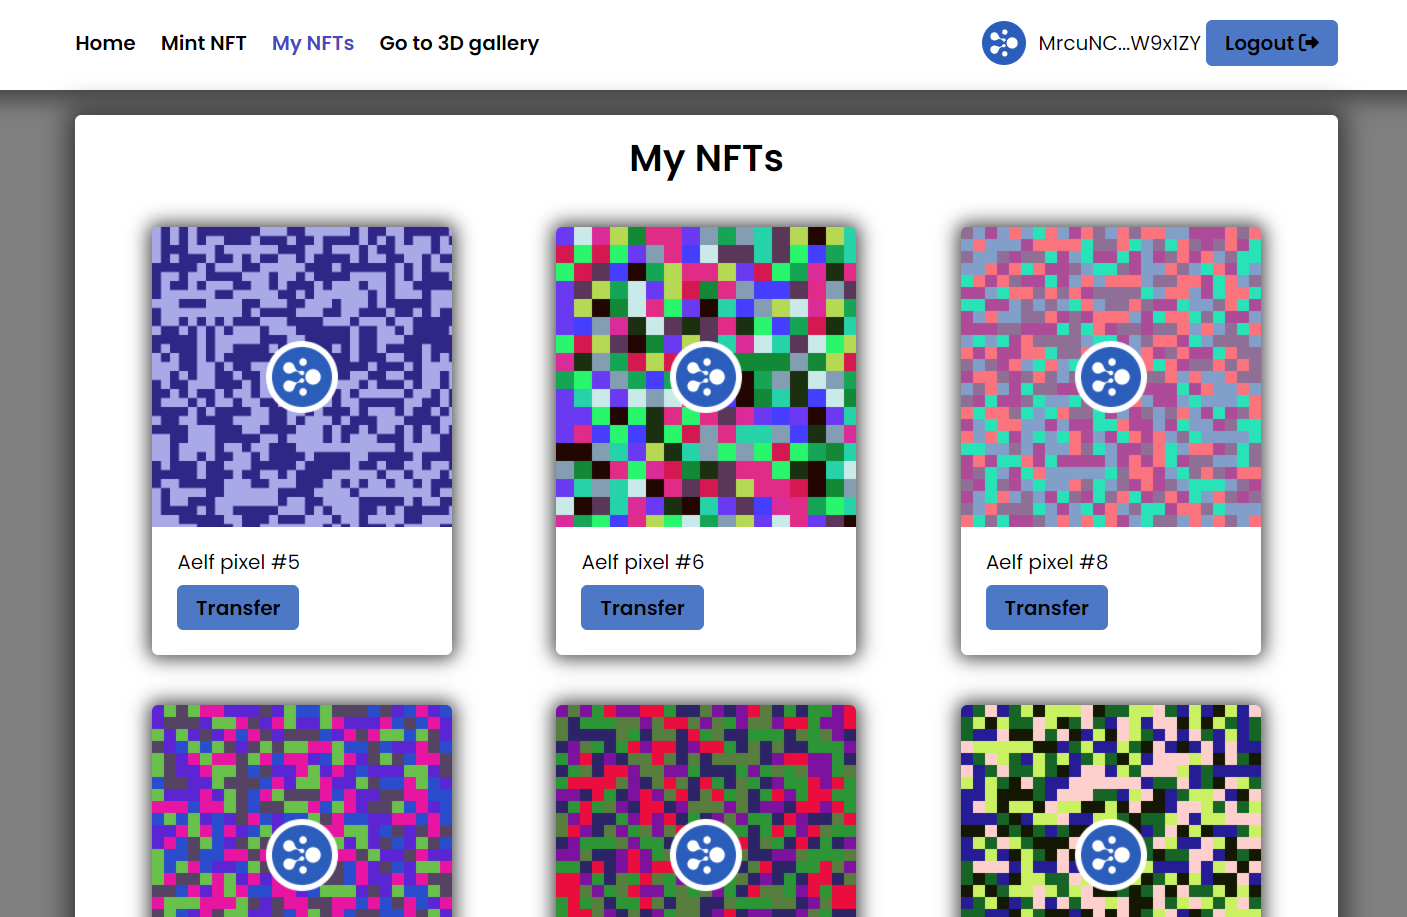 Home Mint NFT My NFTs Go to 3D gallery MrcuNC...W9x1ZY Logout
My NFTs
Aelf pixel #5 Aelf pixel #6 Aelf pixel #8
Transfer Transfer Transfer